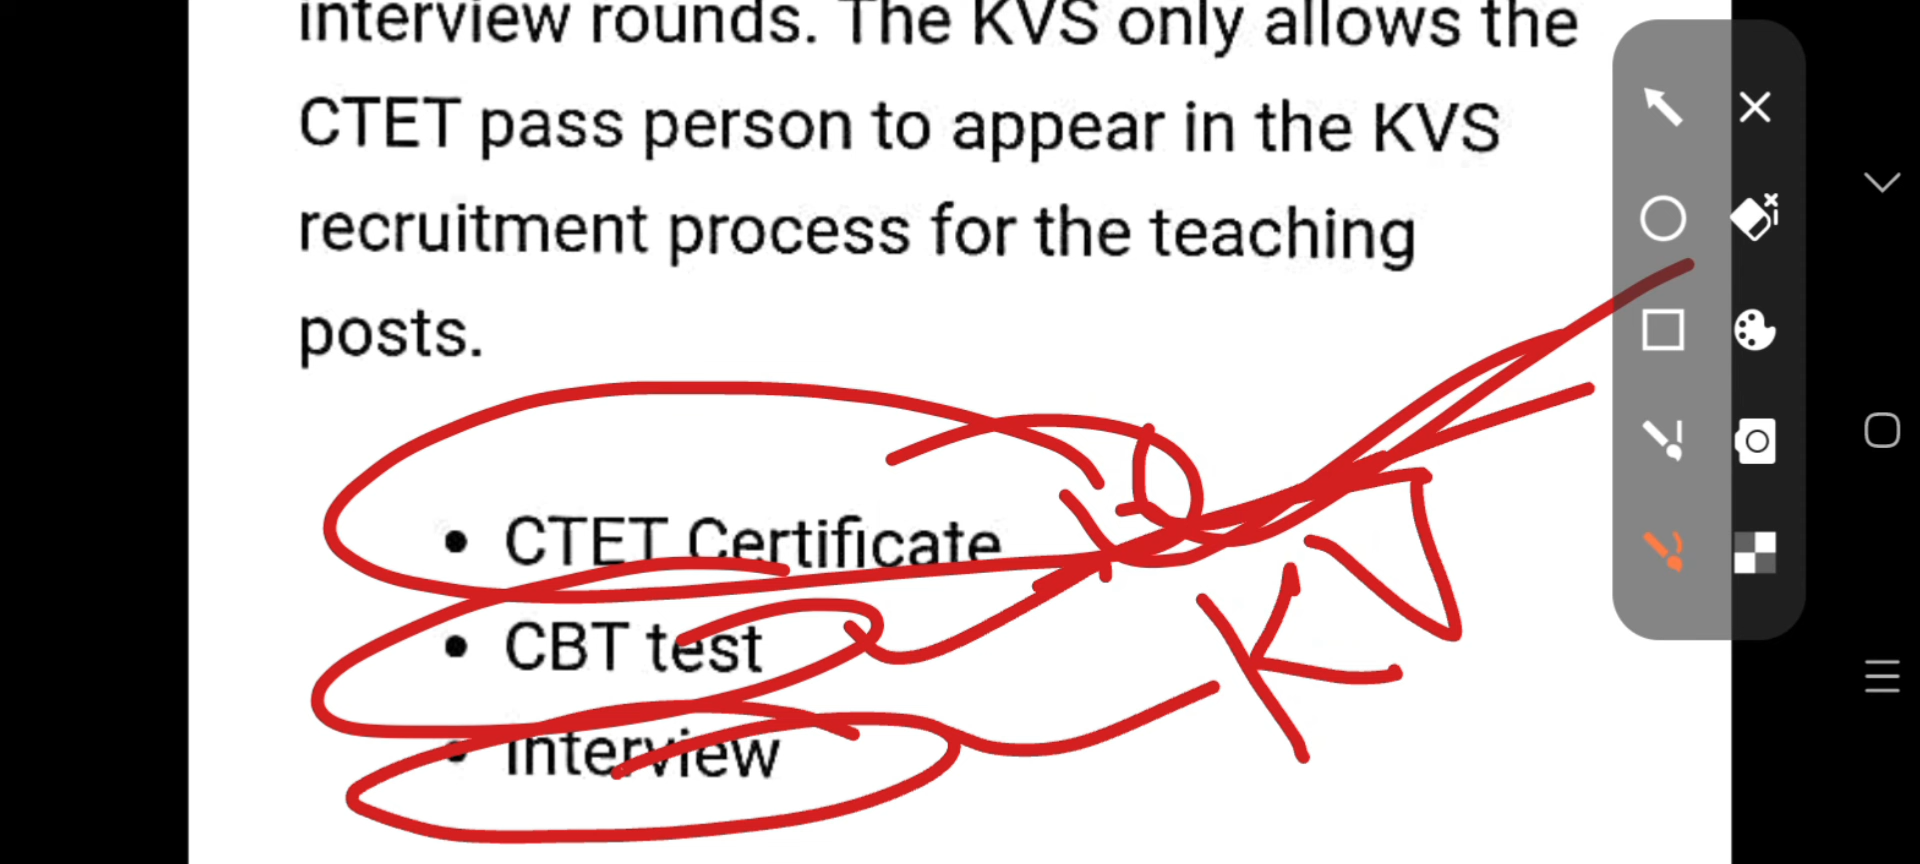 interview rounds. The KVS only allows the
CTET pass person to appear in the KVS
recruitment process for the teaching
posts.
• CTET Certificate
• CBT test
• Interview
KV